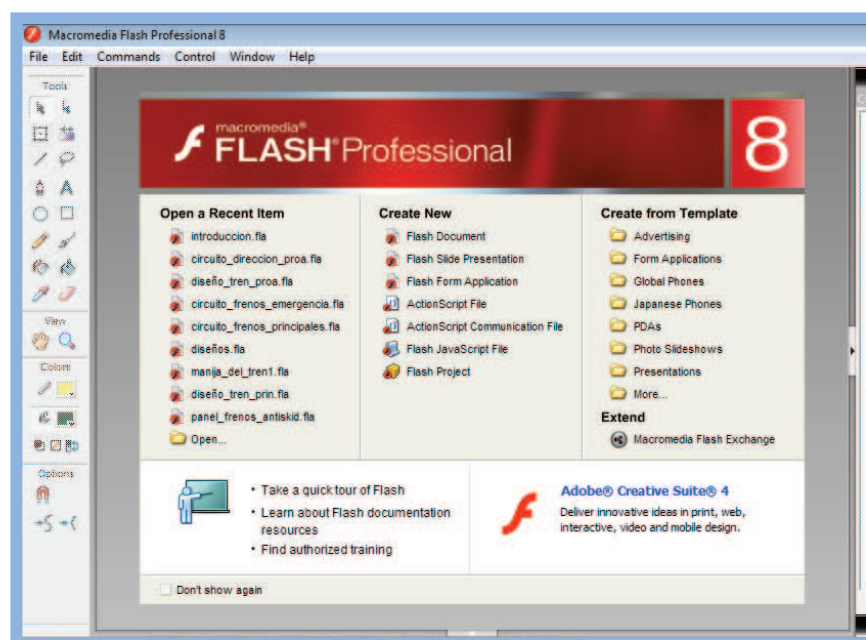 Macromedia Flash Professional 8
File Edit Commands Control Window Help
Tools
View
Colors
Options
macromedia®
FLASH® Professional 8
Open a Recent Item
introduccion.fla
circuito_direccion_proa.fla
diseño_tren_proa.fla
circuito_frenos_emergencia.fla
circuito_frenos_principales.fla
diseños.fla
manija_del_tren1.fla
diseño_tren_prin.fla
panel_frenos_antiskid.fla
Open...
Create New
Flash Document
Flash Slide Presentation
Flash Form Application
ActionScript File
ActionScript Communication File
Flash JavaScript File
Flash Project
Create from Template
Advertising
Form Applications
Global Phones
Japanese Phones
PDAs
Photo Slideshows
Presentations
More...
Extend
Macromedia Flash Exchange
• Take a quick tour of Flash
• Learn about Flash documentation
resources
• Find authorized training
Adobe® Creative Suite® 4
Deliver innovative ideas in print, web,
interactive, video and mobile design.
Don't show again